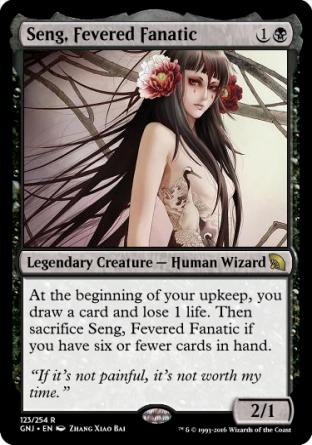 Seng, Fevered Fanatic 1
Legendary Creature — Human Wizard
At the beginning of your upkeep, you
draw a card and lose 1 life. Then
sacrifice Seng, Fevered Fanatic if
you have six or fewer cards in hand.
“If it's not painful, it's not worth my
time.”
123/254 R
GNJ • EN Zhang Xiao Bai
™ & © 1993-2016 Wizards of the Coast
2/1